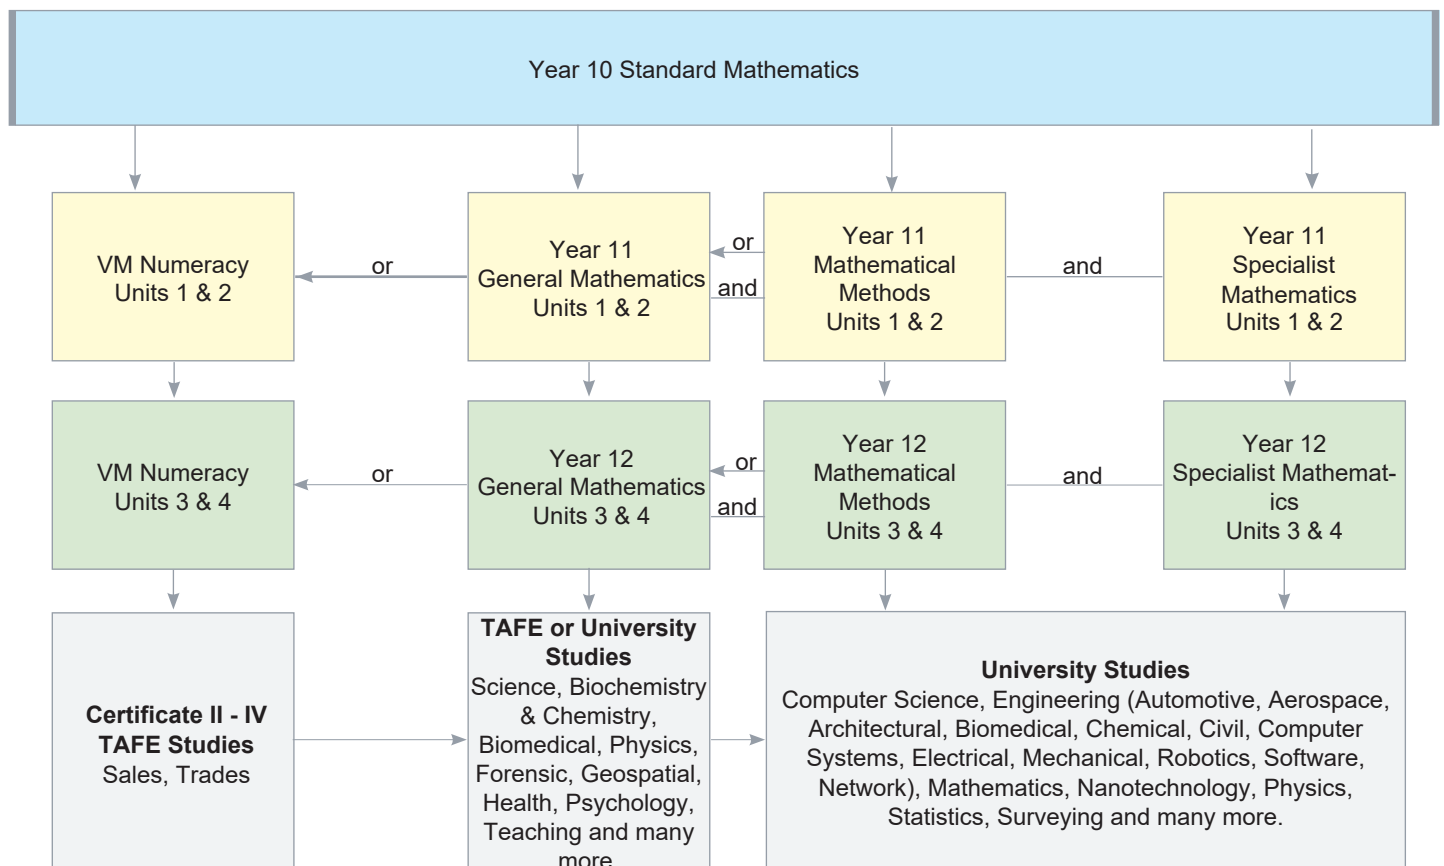 Year 10 Standard Mathematics
VM Numeracy
Units 1 & 2
or
Year 11
General Mathematics
Units 1 & 2
or
and
Year 11
Mathematical
Methods
Units 1 & 2
and
Year 11
Specialist
Mathematics
Units 1 & 2
VM Numeracy
Units 3 & 4
or
Year 12
General Mathematics
Units 3 & 4
or
and
Year 12
Mathematical
Methods
Units 3 & 4
and
Year 12
Specialist Mathemat-
ics
Units 3 & 4
Certificate II - IV
TAFE Studies
Sales, Trades
TAFE or University
Studies
Science, Biochemistry
& Chemistry,
Biomedical, Physics,
Forensic, Geospatial,
Health, Psychology,
Teaching and many
more
University Studies
Computer Science, Engineering (Automotive, Aerospace,
Architectural, Biomedical, Chemical, Civil, Computer
Systems, Electrical, Mechanical, Robotics, Software,
Network), Mathematics, Nanotechnology, Physics,
Statistics, Surveying and many more.